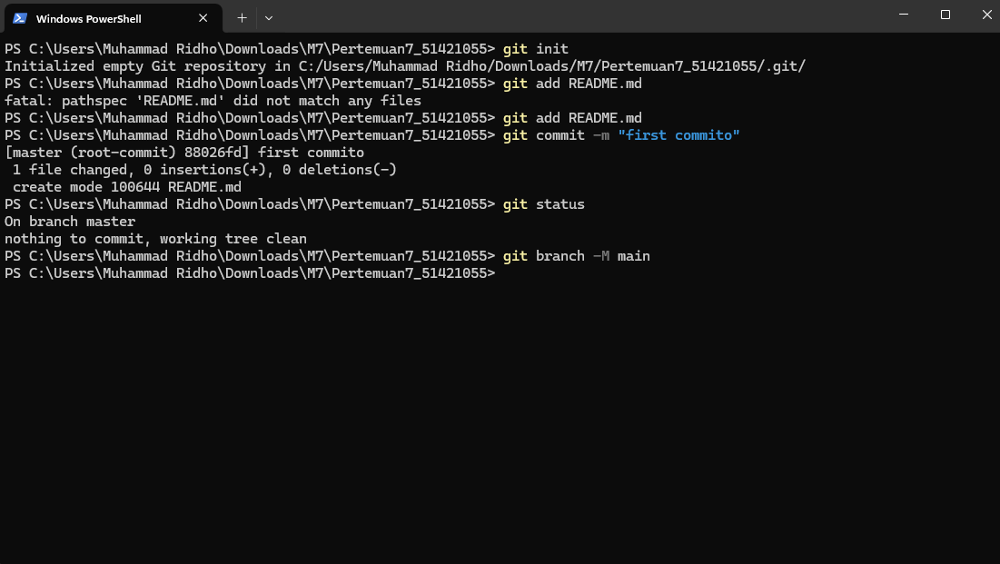 Windows PowerShell
PS C:\Users\Muhammad Ridho\Downloads\M7\Pertemuan7_51421055> git init
Initialized empty Git repository in C:/Users/Muhammad Ridho/Downloads/M7/Pertemuan7_51421055/.git/
PS C:\Users\Muhammad Ridho\Downloads\M7\Pertemuan7_51421055> git add README.md
fatal: pathspec 'README.md' did not match any files
PS C:\Users\Muhammad Ridho\Downloads\M7\Pertemuan7_51421055> git add README.md
PS C:\Users\Muhammad Ridho\Downloads\M7\Pertemuan7_51421055> git commit -m "first commito"
[master (root-commit) 88026fd] first commito
 1 file changed, 0 insertions(+), 0 deletions(-)
 create mode 100644 README.md
PS C:\Users\Muhammad Ridho\Downloads\M7\Pertemuan7_51421055> git status
On branch master
nothing to commit, working tree clean
PS C:\Users\Muhammad Ridho\Downloads\M7\Pertemuan7_51421055> git branch -M main
PS C:\Users\Muhammad Ridho\Downloads\M7\Pertemuan7_51421055>